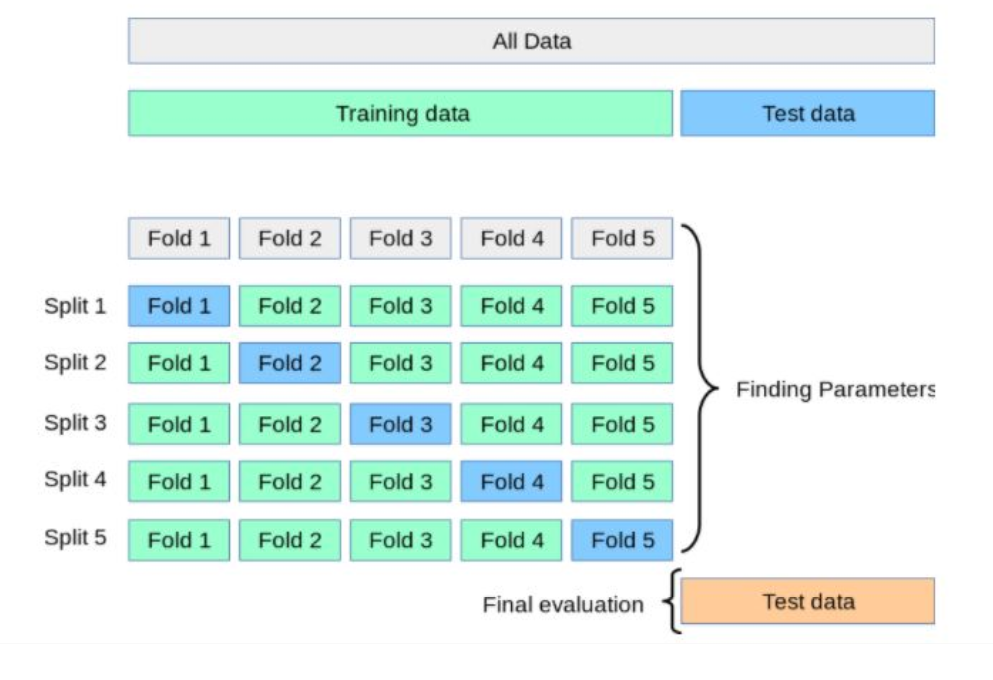 All Data
Training data Test data
Fold 1 Fold 2 Fold 3 Fold 4 Fold 5
Split 1 Fold 1 Fold 2 Fold 3 Fold 4 Fold 5
Split 2 Fold 1 Fold 2 Fold 3 Fold 4 Fold 5
Finding Parameters
Split 3 Fold 1 Fold 2 Fold 3 Fold 4 Fold 5
Split 4 Fold 1 Fold 2 Fold 3 Fold 4 Fold 5
Split 5 Fold 1 Fold 2 Fold 3 Fold 4 Fold 5
Final evaluation Test data